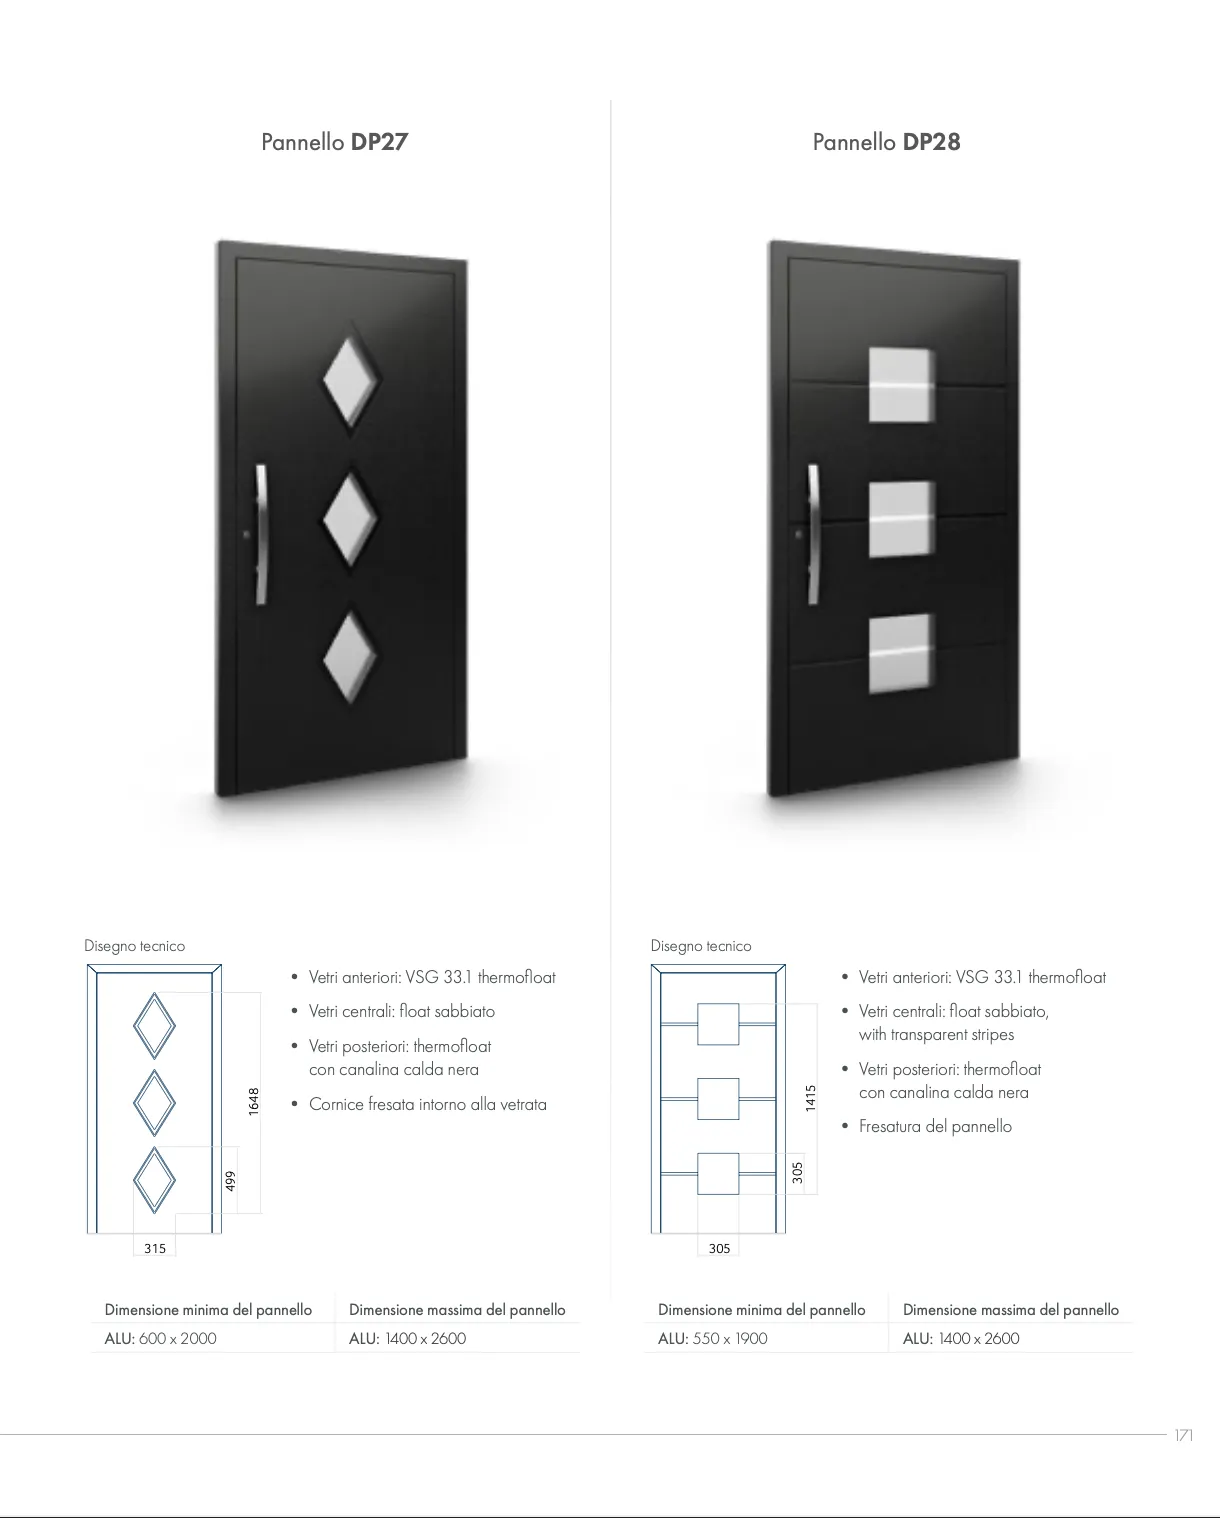 Pannello DP27
Disegno tecnico
1648
499
315
• Vetri anteriori: VSG 33.1 thermofloat
• Vetri centrali: float sabbiato
• Vetri posteriori: thermofloat
con canalina calda nera
• Cornice fresata intorno alla vetrata
Dimensione minima del pannello
Dimensione massima del pannello
ALU: 600 x 2000
ALU: 1400 x 2600
Pannello DP28
Disegno tecnico
1415
305
305
• Vetri anteriori: VSG 33.1 thermofloat
• Vetri centrali: float sabbiato,
with transparent stripes
• Vetri posteriori: thermofloat
con canalina calda nera
• Fresatura del pannello
Dimensione minima del pannello
Dimensione massima del pannello
ALU: 550 x 1900
ALU: 1400 x 2600
171